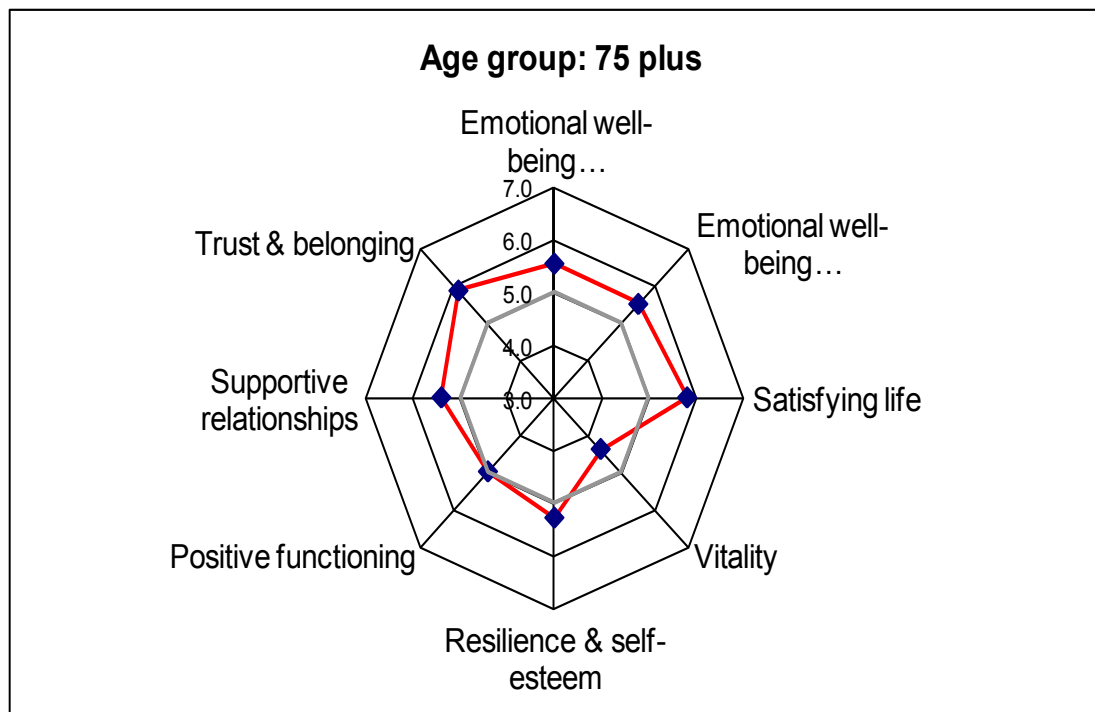 Age group: 75 plus
Emotional well-
being…
7.0
6.0
5.0
4.0
3.0
Emotional well-
being…
Satisfying life
Vitality
Resilience & self-
esteem
Positive functioning
Supportive
relationships
Trust & belonging